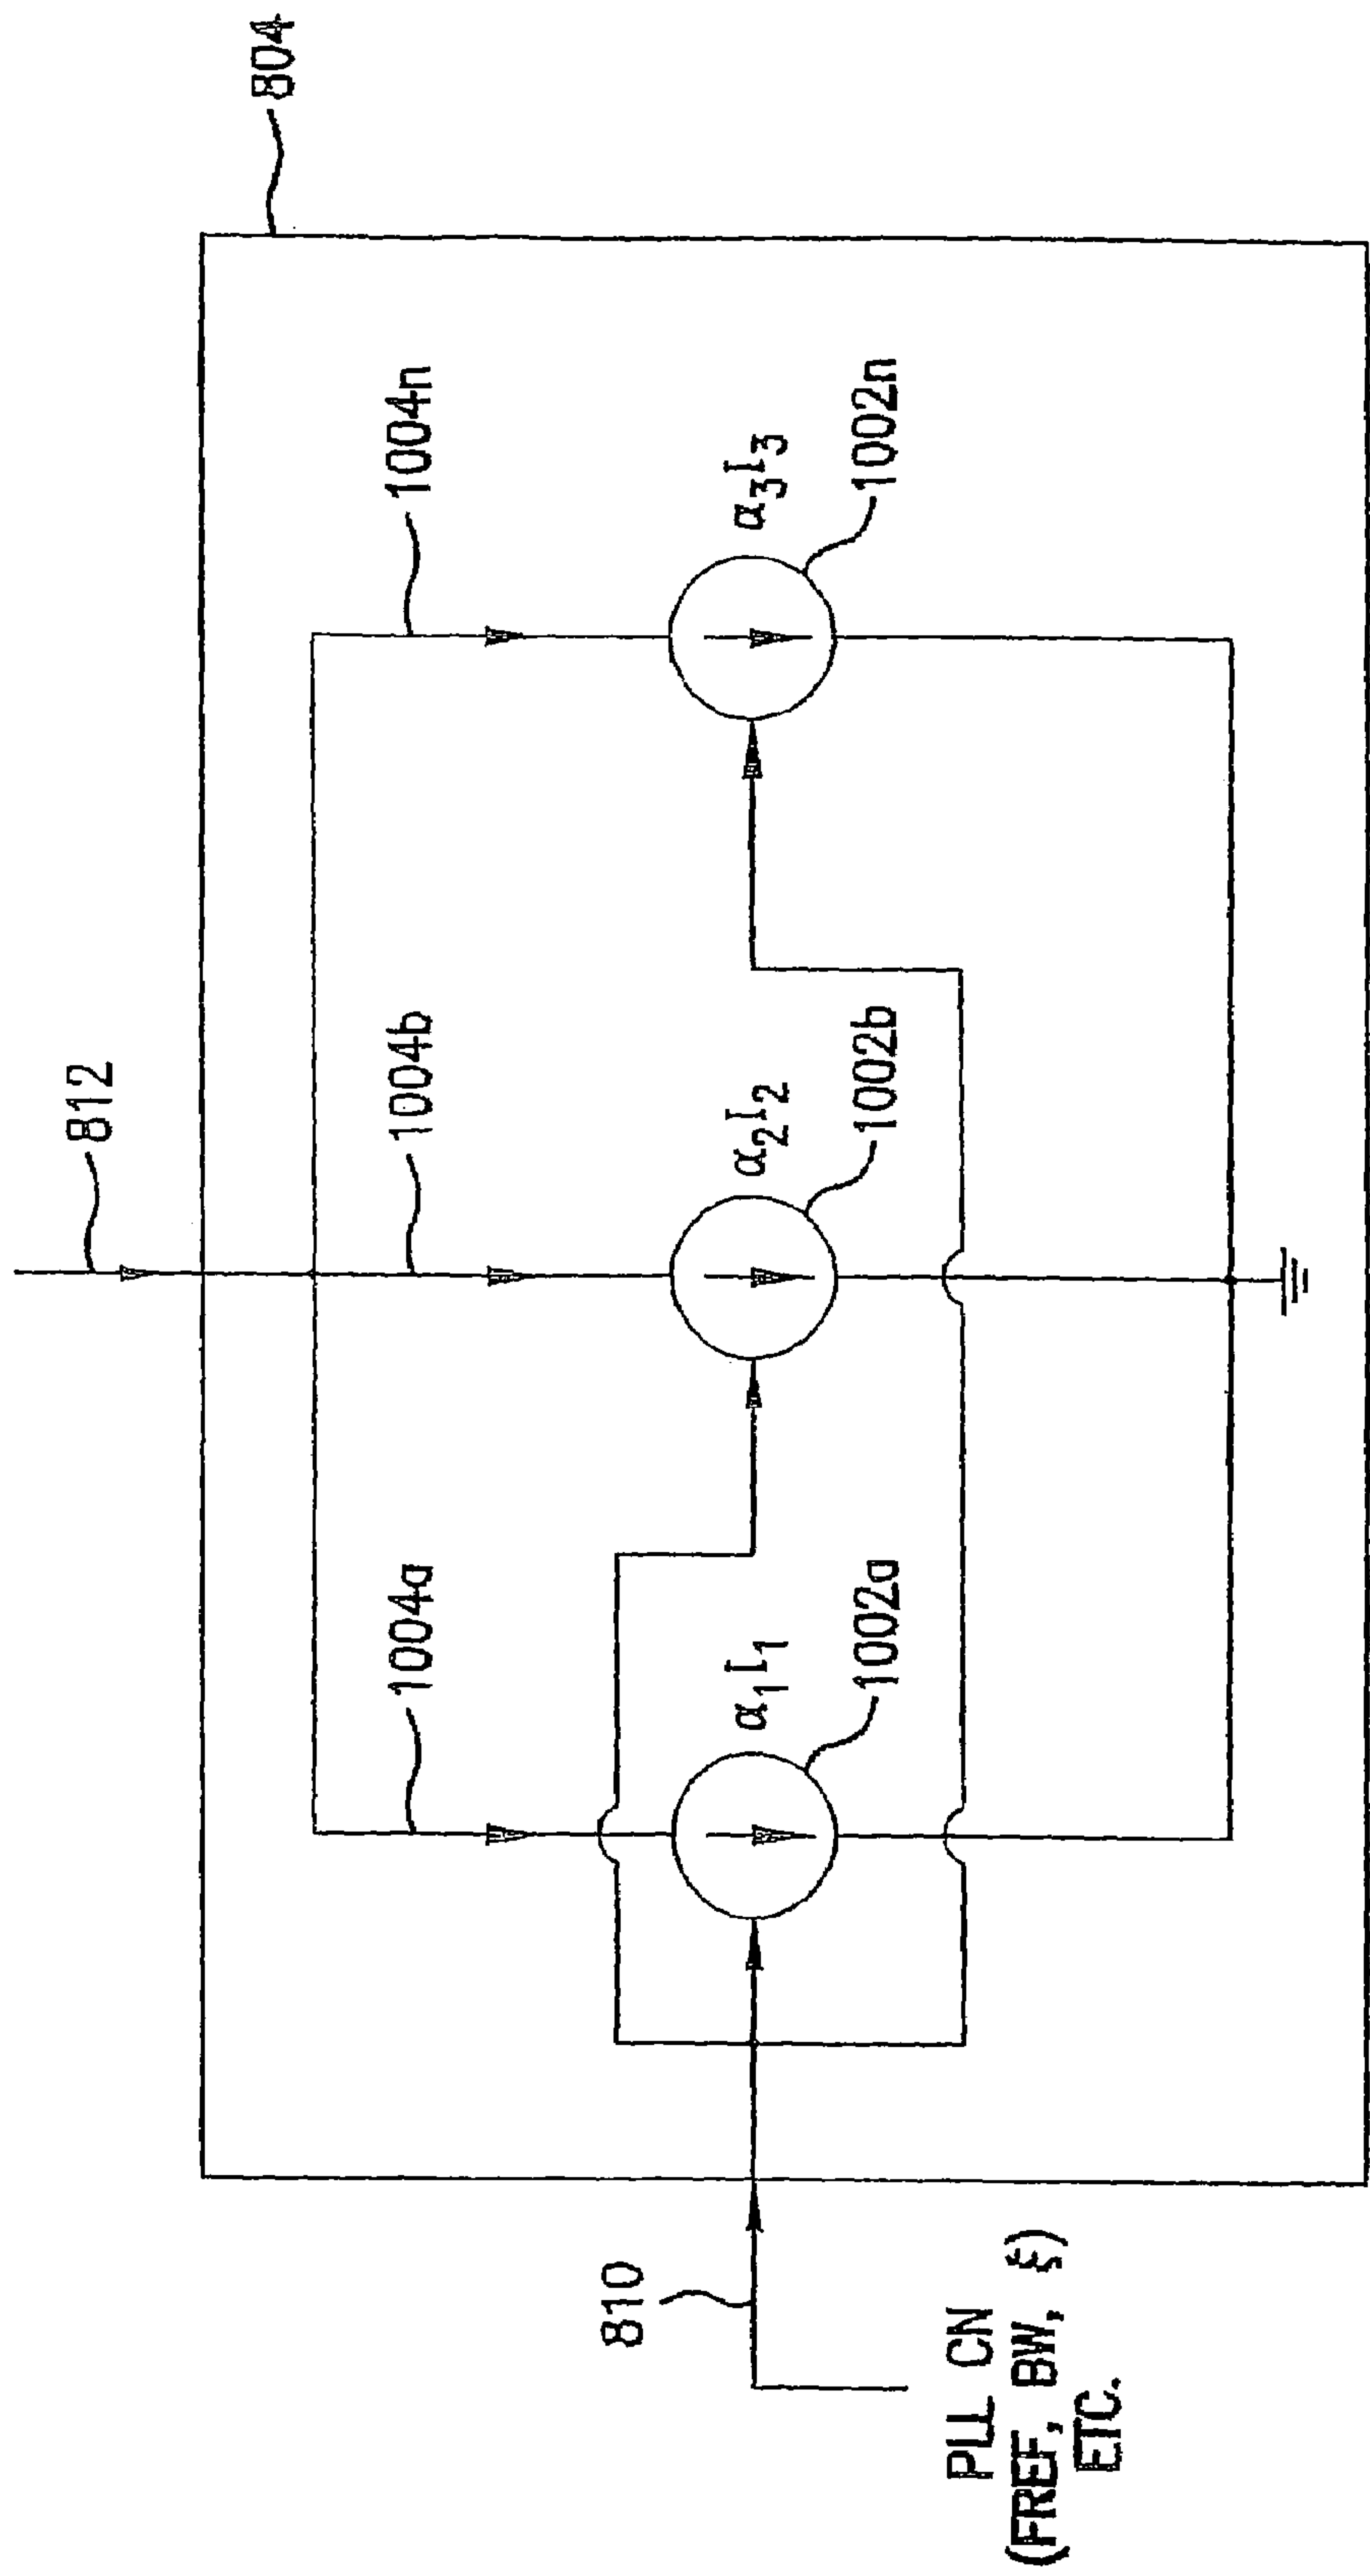 804
812
1004a
1004b
1004n
α₁I₁
α₂I₂
α₃I₃
1002a
1002b
1002n
810
PLL CN
(FREF, BW, ξ)
ETC.